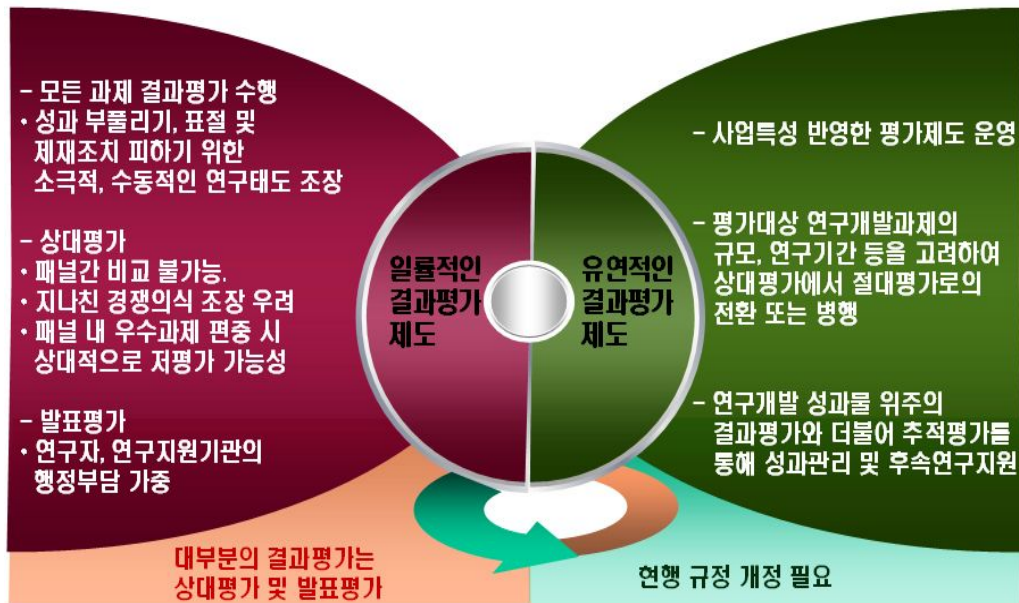 - 모든 과제 결과평가 수행
• 성과 부풀리기, 표절 및
제재조치 피하기 위한
소극적, 수동적인 연구태도 조장
- 상대평가
• 패널간 비교 불가능.
• 지나친 경쟁의식 조장 우려
• 패널 내 우수과제 편중 시
상대적으로 저평가 가능성
- 발표평가
• 연구자, 연구지원기관의
행정부담 가중
일률적인
결과평가
제도
유연적인
결과평가
제도
- 사업특성 반영한 평가제도 운영
- 평가대상 연구개발과제의
규모, 연구기간 등을 고려하여
상대평가에서 절대평가로의
전환 또는 병행
- 연구개발 성과물 위주의
결과평가와 더불어 추적평가를
통해 성과관리 및 후속연구지원
대부분의 결과평가는
상대평가 및 발표평가
현행 규정 개정 필요